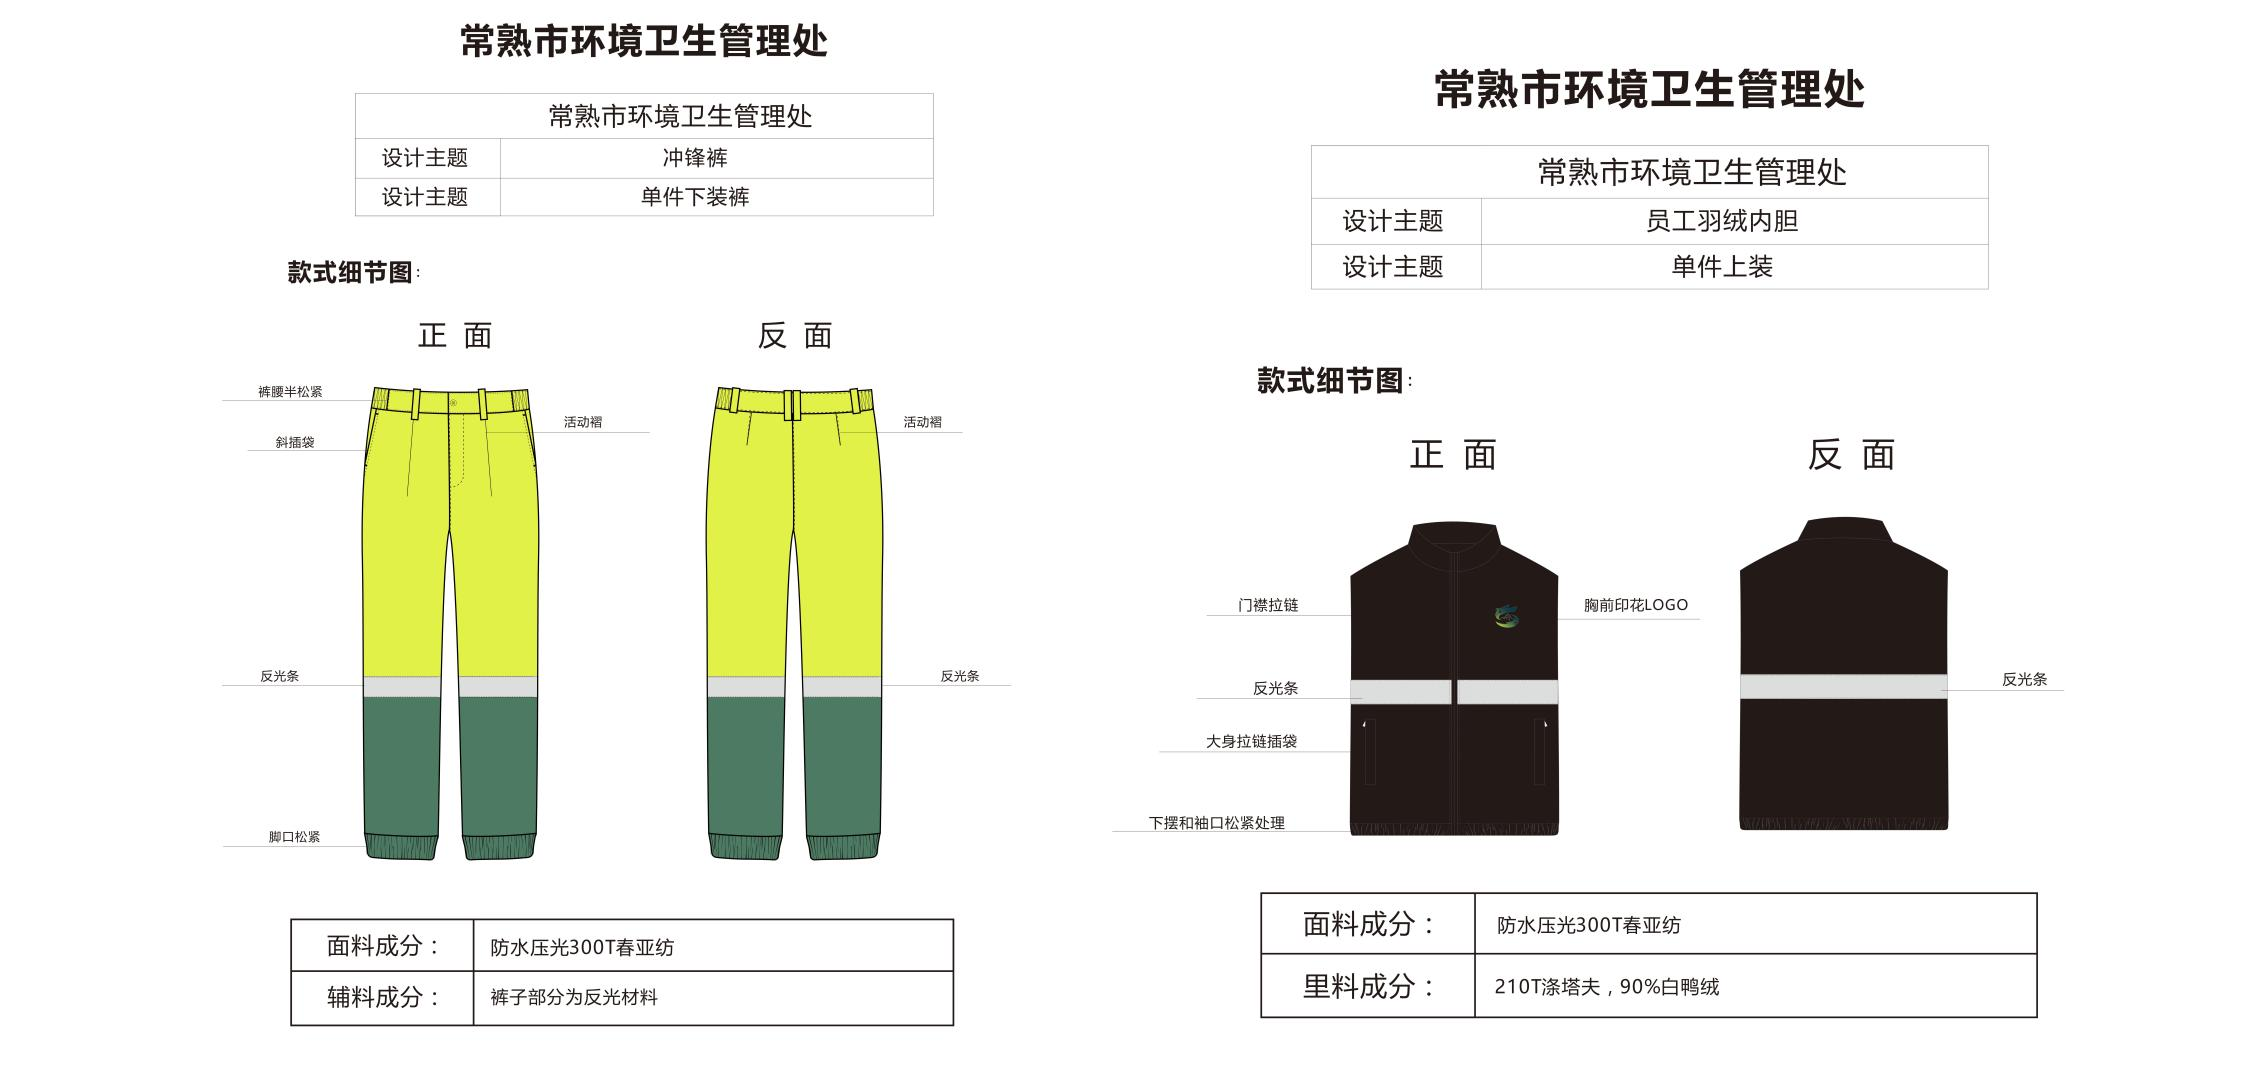 常熟市环境卫生管理处
常熟市环境卫生管理处
设计主题 冲锋裤
设计主题 单件下装裤
款式细节图:
正 面 反 面
裤腰半松紧
活动褶
活动褶
斜插袋
反光条
反光条
脚口松紧
面料成分： 防水压光300T春亚纺
辅料成分： 裤子部分为反光材料
常熟市环境卫生管理处
常熟市环境卫生管理处
设计主题 员工羽绒内胆
设计主题 单件上装
款式细节图:
正 面 反 面
门襟拉链
胸前印花LOGO
反光条
反光条
大身拉链插袋
下摆和袖口松紧处理
面料成分： 防水压光300T春亚纺
里料成分： 210T涤塔夫，90%白鸭绒